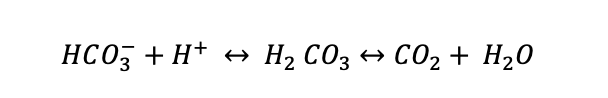 HCO₃⁻ + H⁺ ↔ H₂ CO₃ ↔ CO₂ + H₂O